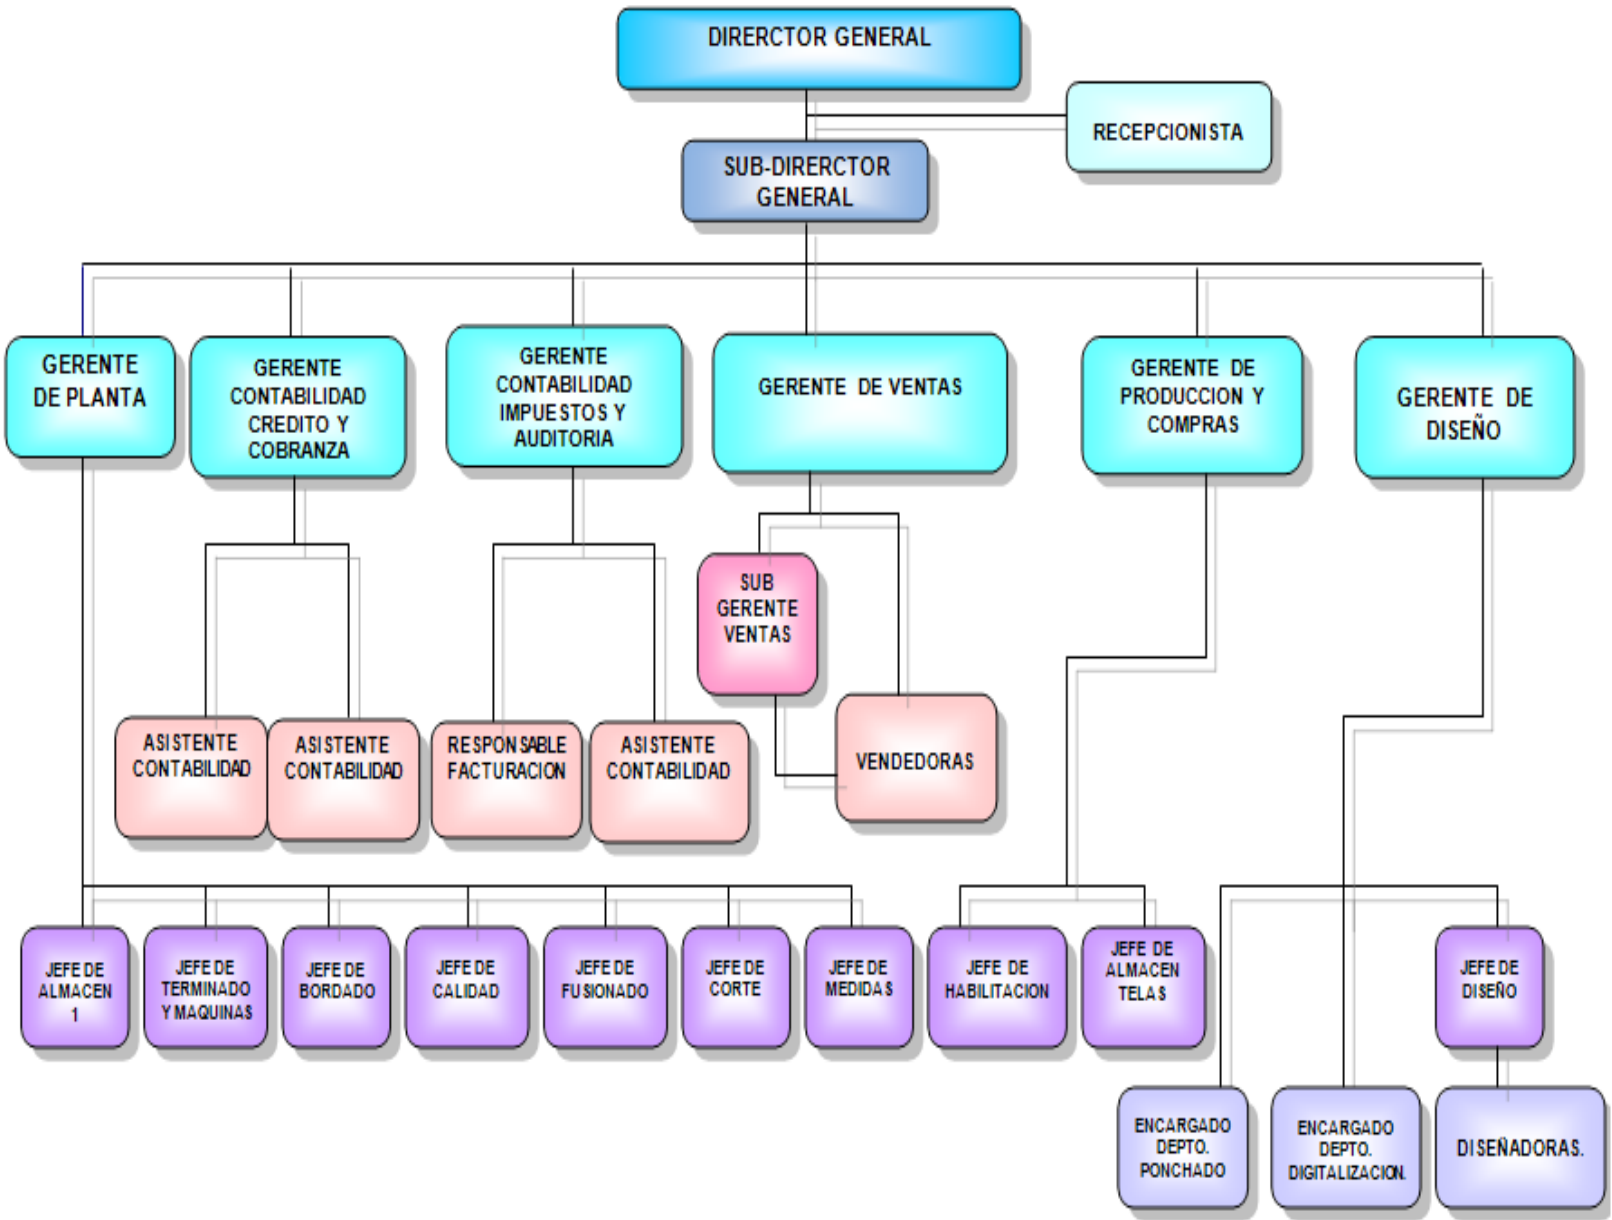 DIRERCTOR GENERAL
RECEPCIONISTA
SUB-DIRERCTOR
GENERAL
GERENTE
DE PLANTA
GERENTE
CONTABILIDAD
CREDITO Y
COBRANZA
GERENTE
CONTABILIDAD
IMPUESTOS Y
AUDITORIA
GERENTE DE VENTAS
GERENTE DE
PRODUCCION Y
COMPRAS
GERENTE DE
DISEÑO
SUB
GERENTE
VENTAS
ASISTENTE
CONTABILIDAD
ASISTENTE
CONTABILIDAD
RESPONSABLE
FACTURACION
ASISTENTE
CONTABILIDAD
VENDEDORAS
JEFE DE
ALMACEN
1
JEFE DE
TERMINADO
Y MAQUINAS
JEFE DE
BORDADO
JEFE DE
CALIDAD
JEFE DE
FUSIONADO
JEFE DE
CORTE
JEFE DE
MEDIDAS
JEFE DE
HABILITACION
JEFE DE
ALMACEN
TELAS
JEFE DE
DISEÑO
ENCARGADO
DEPTO.
PONCHADO
ENCARGADO
DEPTO.
DIGITALIZACION.
DISEÑADORAS.